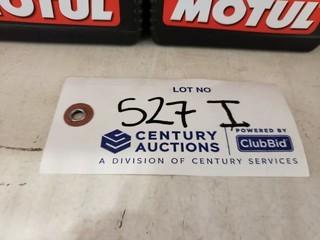 MOTUL
MOTUL
LOT NO
527 I
CENTURY AUCTIONS
POWERED BY
ClubBid
A DIVISION OF CENTURY SERVICES